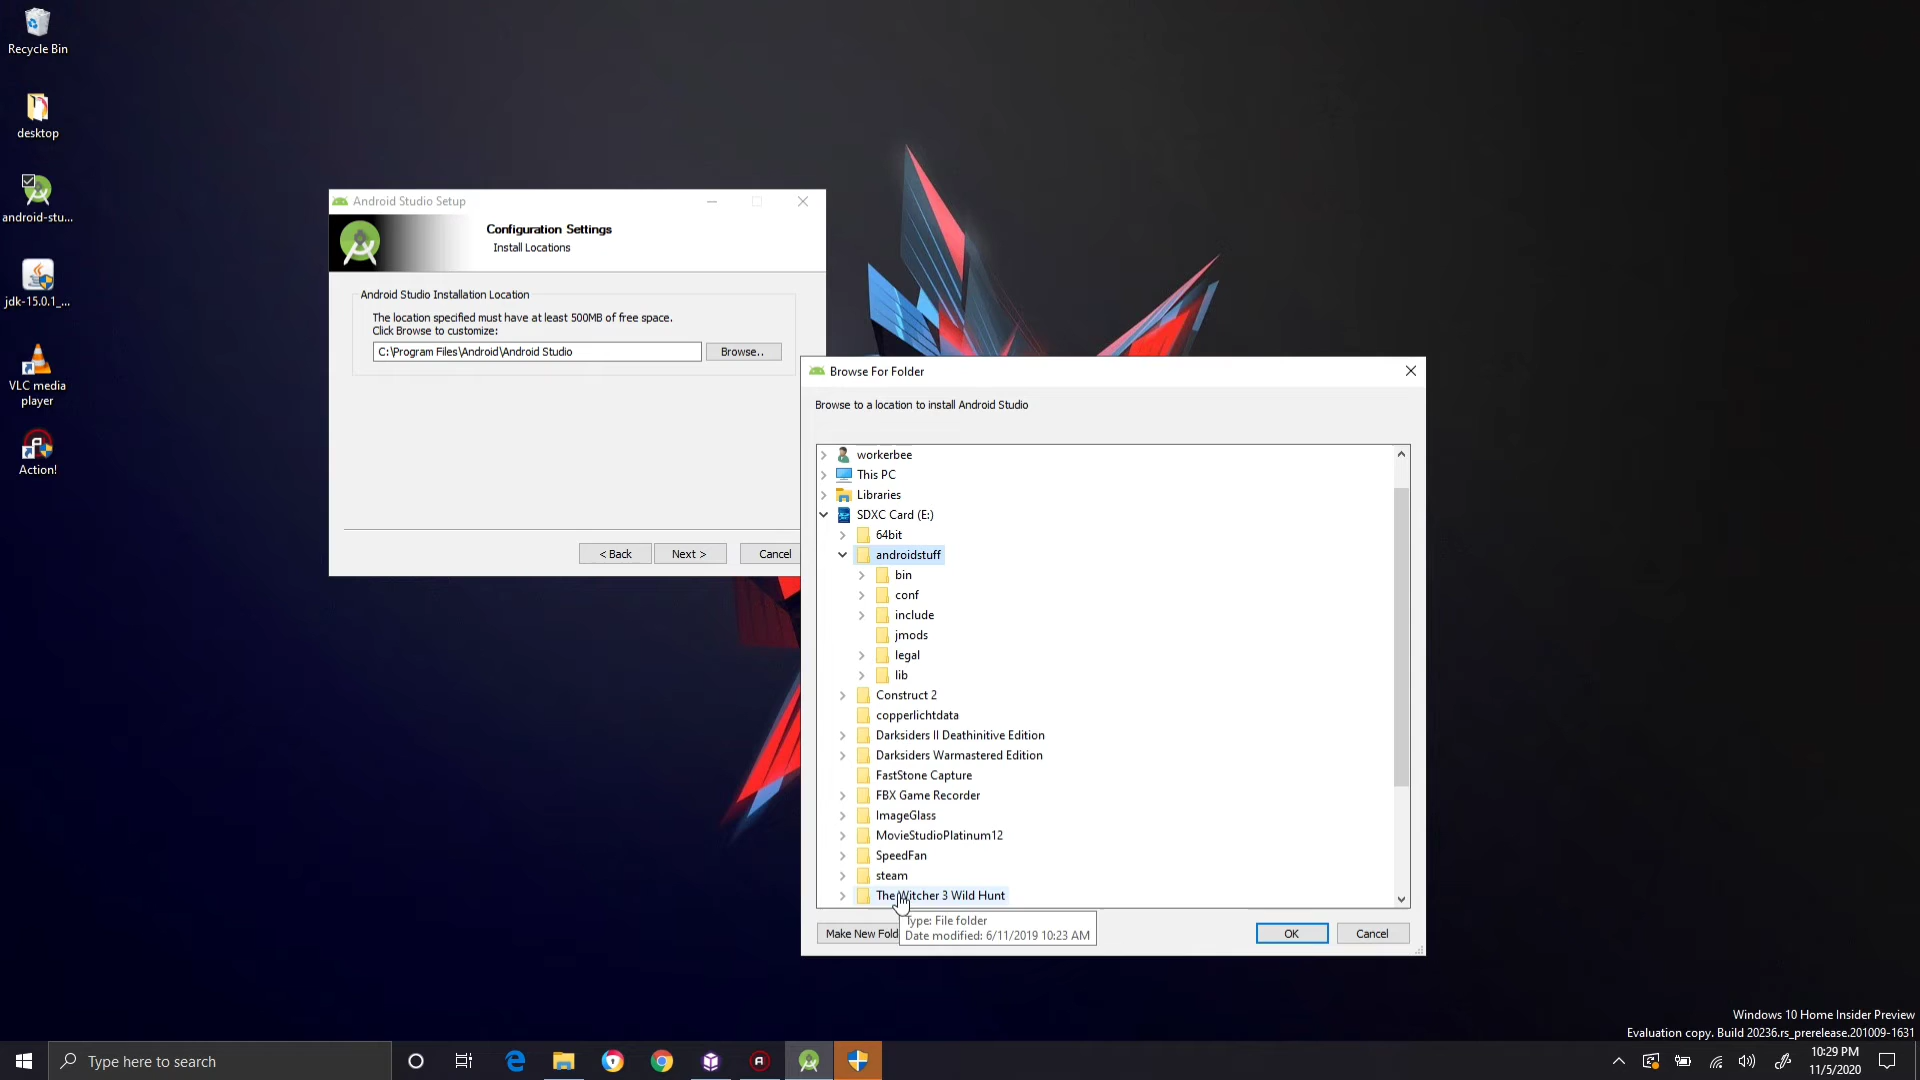 Recycle Bin
desktop
android-stu...
jdk-15.0.1_...
VLC media
player
Action!
Android Studio Setup
Configuration Settings
Install Locations
Android Studio Installation Location
The location specified must have at least 500MB of free space.
Click Browse to customize:
C:\Program Files\Android\Android Studio
Browse..
< Back
Next >
Cancel
Browse For Folder
Browse to a location to install Android Studio
workerbee
This PC
Libraries
SDXC Card (E:)
64bit
androidstuff
bin
conf
include
jmods
legal
lib
Construct 2
copperlichtdata
Darksiders II Deathinitive Edition
Darksiders Warmastered Edition
FastStone Capture
FBX Game Recorder
ImageGlass
MovieStudioPlatinum12
SpeedFan
steam
The Witcher 3 Wild Hunt
Type: File folder
Date modified: 6/11/2019 10:23 AM
Make New Fold
OK
Cancel
Windows 10 Home Insider Preview
Evaluation copy. Build 20236.rs_prerelease.201009-1631
Type here to search
10:29 PM
11/5/2020